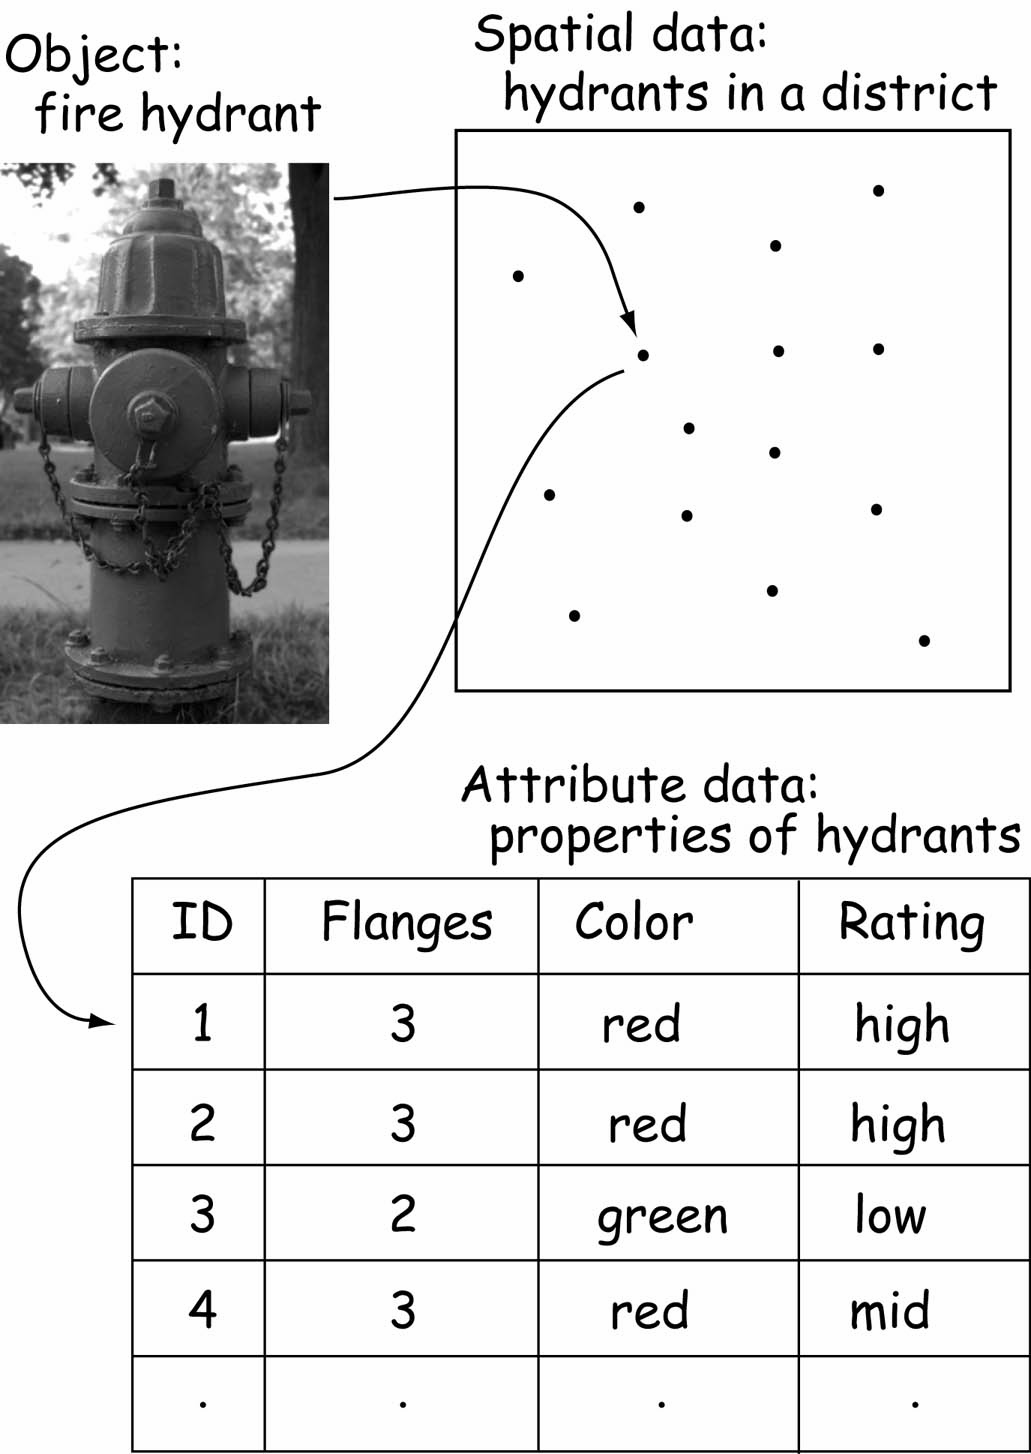 Object:
fire hydrant
Spatial data:
hydrants in a district
Attribute data:
properties of hydrants
ID Flanges Color Rating
1 3 red high
2 3 red high
3 2 green low
4 3 red mid
. . . .